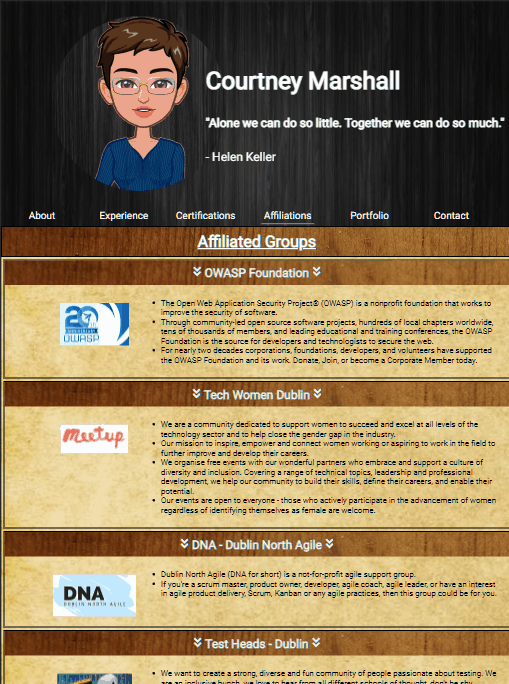 Courtney Marshall
"Alone we can do so little. Together we can do so much."
- Helen Keller
About Experience Certifications Affiliations Portfolio Contact
Affiliated Groups
OWASP Foundation
20
OWASP
• The Open Web Application Security Project® (OWASP) is a nonprofit foundation that works to
improve the security of software.
• Through community-led open source software projects, hundreds of local chapters worldwide,
tens of thousands of members, and leading educational and training conferences, the OWASP
Foundation is the source for developers and technologists to secure the web.
• For nearly two decades corporations, foundations, developers, and volunteers have supported
the OWASP Foundation and its work. Donate, Join, or become a Corporate Member today.
Tech Women Dublin
Meetup
• We are a community dedicated to support women to succeed and excel at all levels of the
technology sector and to help close the gender gap in the industry.
• Our mission to inspire, empower and connect women working or aspiring to work in the field to
further improve and develop their careers.
• We organise free events with our wonderful partners who embrace and support a culture of
diversity and inclusion. Covering a range of technical topics, leadership and professional
development, we help our community to build their skills, define their careers, and enable their
potential.
• Our events are open to everyone - those who actively participate in the advancement of women
regardless of identifying themselves as female are welcome.
DNA - Dublin North Agile
DNA
DUBLIN NORTH AGILE
• Dublin North Agile (DNA for short) is a not-for-profit agile support group.
• If you're a scrum master, product owner, developer, agile coach, agile leader, or have an interest
in agile product delivery, Scrum, Kanban or any agile practices, then this group could be for you.
Test Heads - Dublin
• We want to create a strong, diverse and fun community of people passionate about testing. We
are an inclusive bunch, we love to hear from all different schools of thought, don't be shy